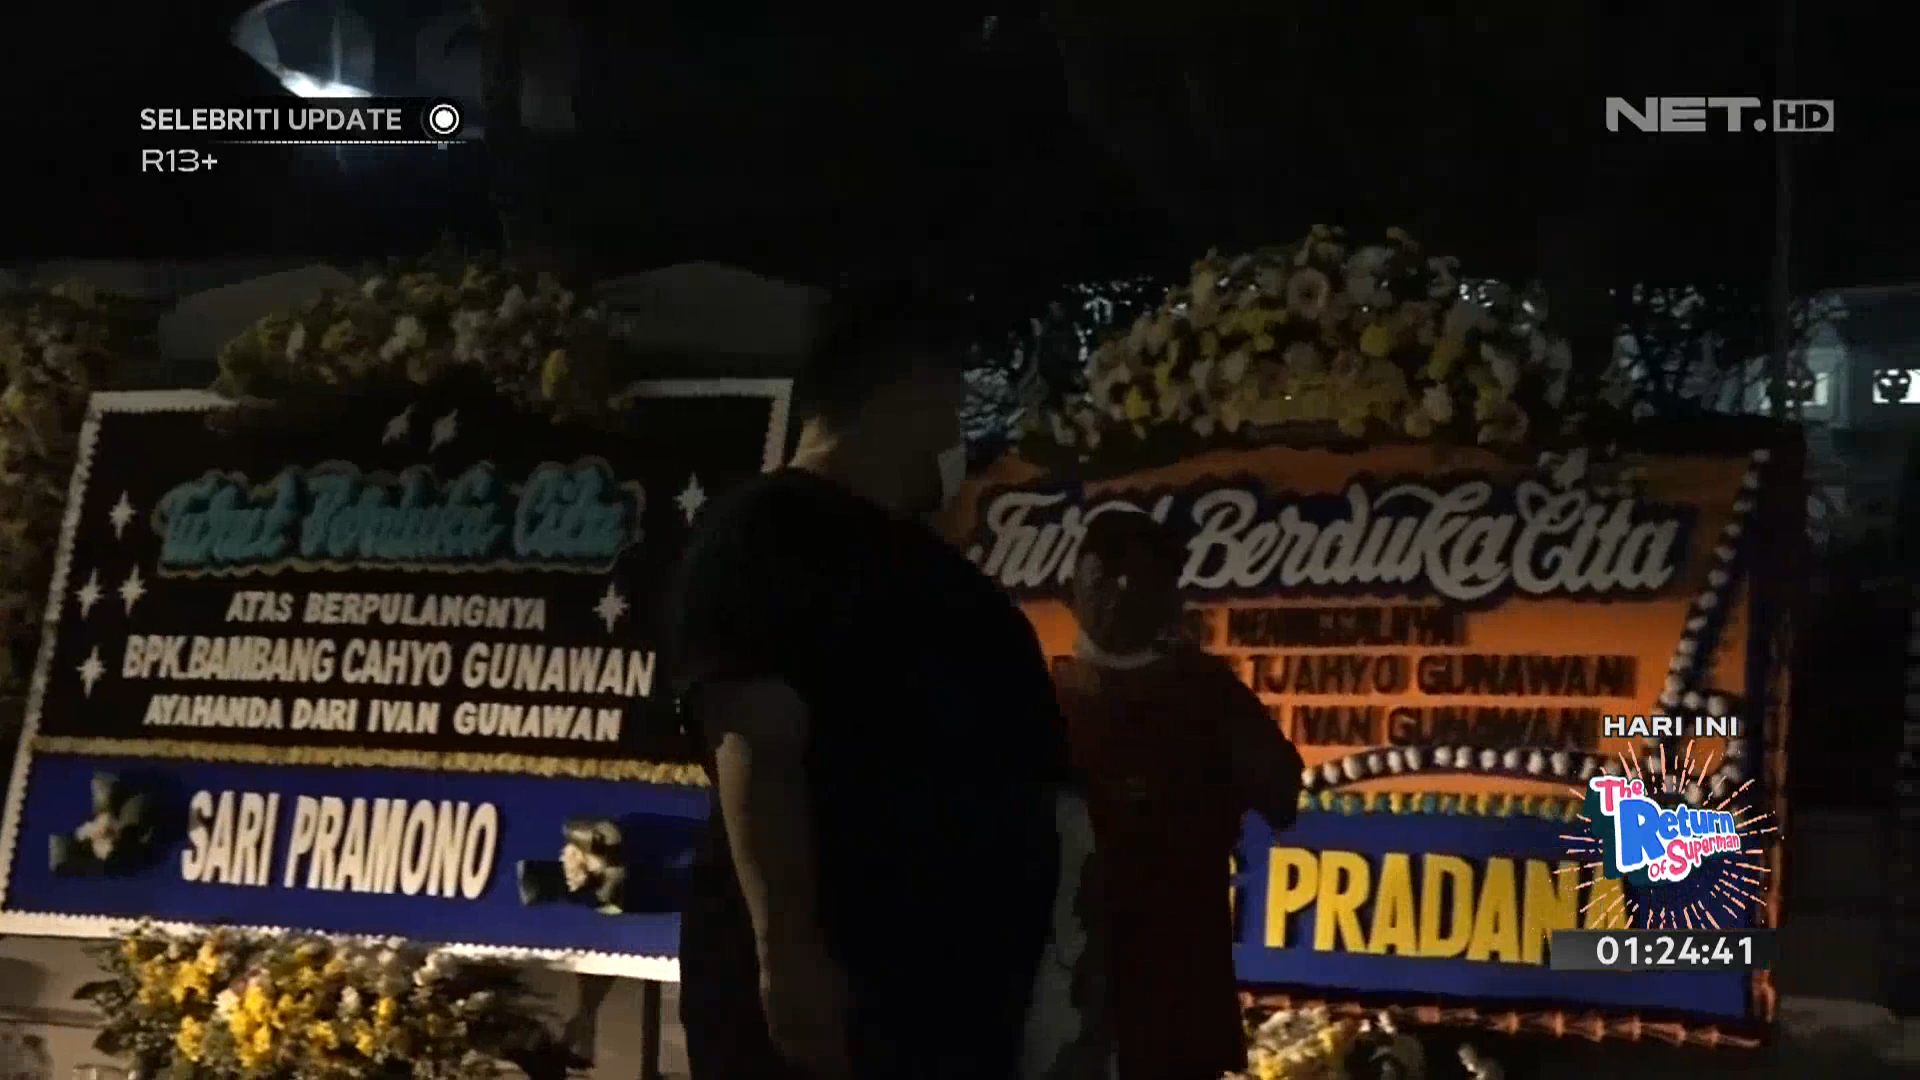 SELEBRITI UPDATE
R13+
NET. HD
Turut Berduka Cita
ATAS BERPULANGNYA
BPK.BAMBANG CAHYO GUNAWAN
AYAHANDA DARI IVAN GUNAWAN
SARI PRAMONO
Berduka Cita
MENINGGALNYA
TJAHYO GUNAWAN
IVAN GUNAWAN
HARI INI
The Return of Superman
01:24:41